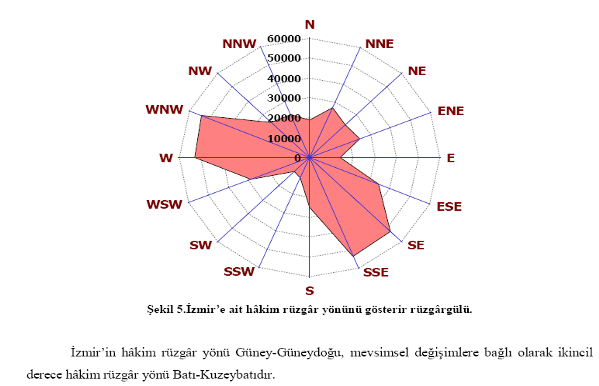 N
NNW
60000
NNE
50000
NW
NE
40000
30000
WNW
ENE
20000
10000
W
0
E
WSW
ESE
SW
SE
SSW
SSE
S
Şekil 5.İzmir'e ait hâkim rüzgâr yönünü gösterir rüzgârgülü.
İzmir'in hâkim rüzgâr yönü Güney-Güneydoğu, mevsimsel değişimlere bağlı olarak ikincil
derece hâkim rüzgâr yönü Batı-Kuzeybatıdır.